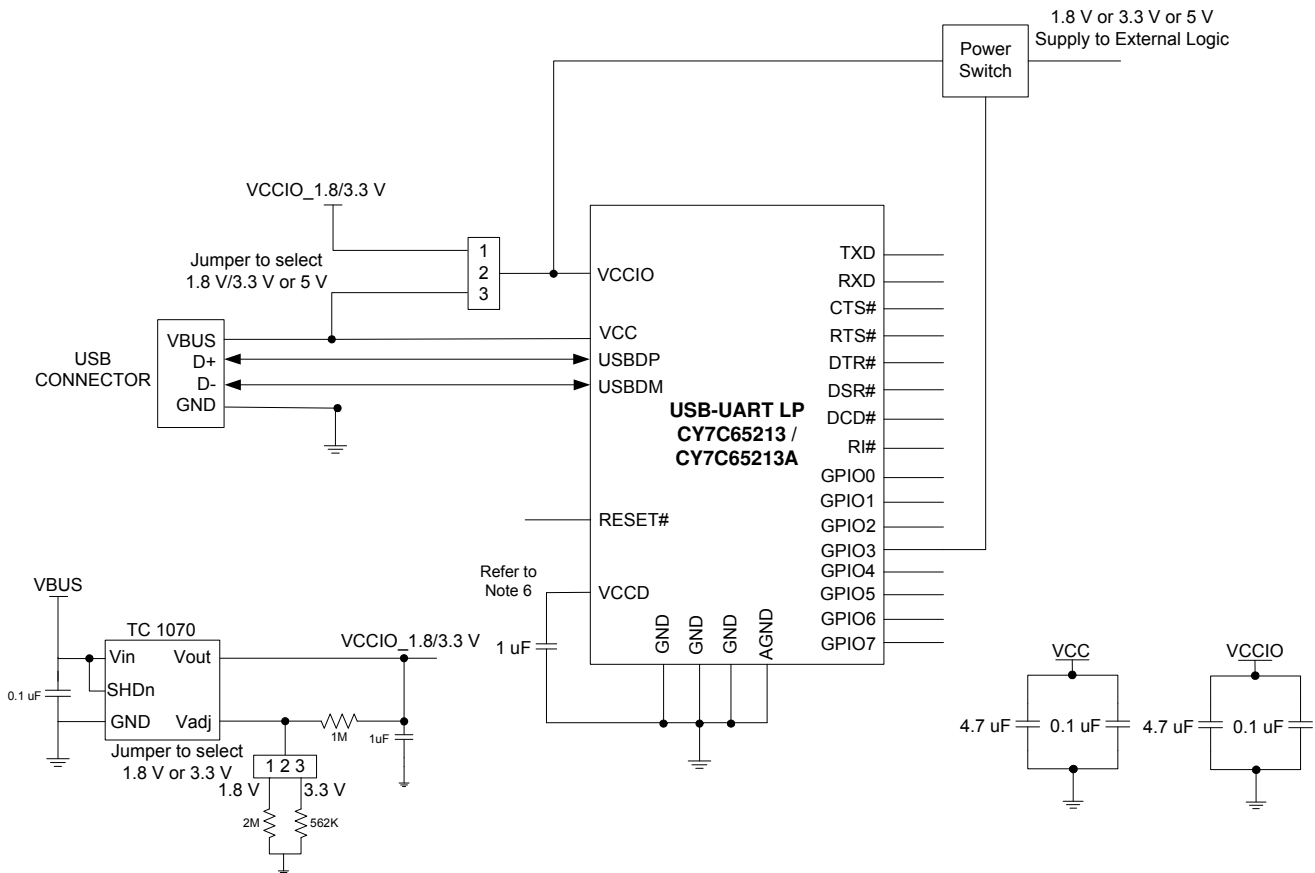 1.8 V or 3.3 V or 5 V
Supply to External Logic
Power
Switch
VCCIO_1.8/3.3 V
Jumper to select
1.8 V/3.3 V or 5 V
1
2
3
VCCIO
VCC
USBDP
USBDM
USB
CONNECTOR
VBUS
D+
D-
GND
USB-UART LP
CY7C65213 /
CY7C65213A
TXD
RXD
CTS#
RTS#
DTR#
DSR#
DCD#
RI#
GPIO0
GPIO1
GPIO2
GPIO3
GPIO4
GPIO5
GPIO6
GPIO7
RESET#
Refer to
Note 6
VCCD
1 uF
GND
GND
GND
AGND
VBUS
TC 1070
Vin
Vout
SHDn
GND
Vadj
0.1 uF
VCCIO_1.8/3.3 V
1M
1uF
Jumper to select
1.8 V or 3.3 V
1 2 3
1.8 V
3.3 V
2M
562K
VCC
4.7 uF
0.1 uF
VCCIO
4.7 uF
0.1 uF